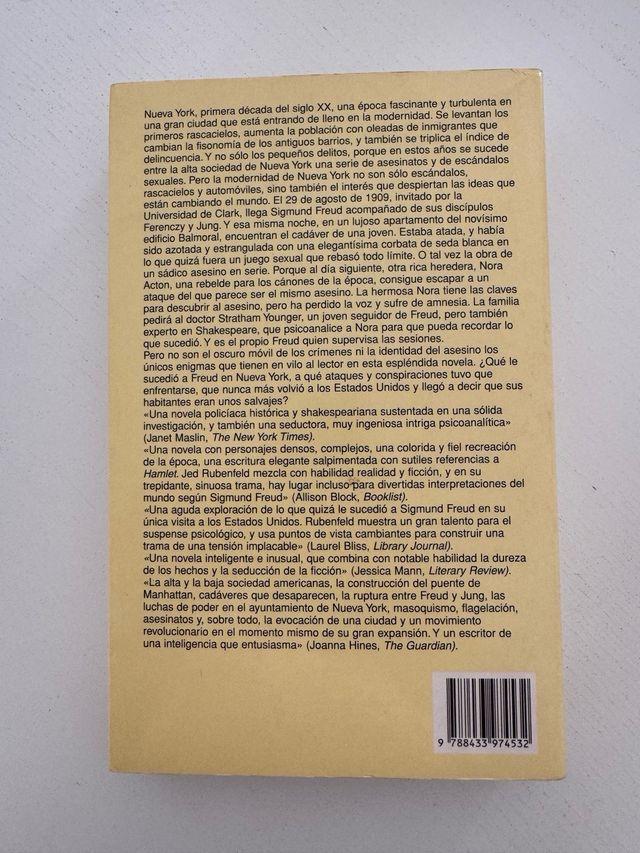 Nueva York, primera década del siglo XX, una época fascinante y turbulenta en
una gran ciudad que está entrando de lleno en la modernidad. Se levantan los
primeros rascacielos, aumenta la población con oleadas de inmigrantes que
cambian la fisonomía de los antiguos barrios, y también se triplica el índice de
delincuencia. Y no sólo los pequeños delitos, porque en estos años se sucede
entre la alta sociedad de Nueva York una serie de asesinatos y de escándalos
sexuales. Pero la modernidad de Nueva York no son sólo escándalos,
rascacielos y automóviles, sino también el interés que despiertan las ideas que
están cambiando el mundo. El 29 de agosto de 1909, invitado por la
Universidad de Clark, llega Sigmund Freud acompañado de sus discípulos
Ferenczy y Jung. Y esa misma noche, en un lujoso apartamento del novísimo
edificio Balmoral, encuentran el cadáver de una joven. Estaba atada, y había
sido azotada y estrangulada con una elegantísima corbata de seda blanca en
lo que quizá fuera un juego sexual que rebasó todo límite. O tal vez la obra de
un sádico asesino en serie. Porque al día siguiente, otra rica heredera, Nora
Acton, una rebelde para los cánones de la época, consigue escapar a un
ataque del que parece ser el mismo asesino. La hermosa Nora tiene las claves
para descubrir al asesino, pero ha perdido la voz y sufre de amnesia. La familia
pedirá al doctor Stratham Younger, un joven seguidor de Freud, pero también
experto en Shakespeare, que psicoanalice a Nora para que pueda recordar lo
que sucedió. Y es el propio Freud quien supervisa las sesiones.
Pero no son el oscuro móvil de los crímenes ni la identidad del asesino los
únicos enigmas que tienen en vilo al lector en esta espléndida novela. ¿Qué le
sucedió a Freud en Nueva York, a qué ataques y conspiraciones tuvo que
enfrentarse, que nunca más volvió a los Estados Unidos y llegó a decir que sus
habitantes eran unos salvajes?
«Una novela policíaca histórica y shakespeariana sustentada en una sólida
investigación, y también una seductora, muy ingeniosa intriga psicoanalítica»
(Janet Maslin, The New York Times).
«Una novela con personajes densos, complejos, una colorida y fiel recreación
de la época, una escritura elegante salpimentada con sutiles referencias a
Hamlet. Jed Rubenfeld mezcla con habilidad realidad y ficción, y en su
trepidante, sinuosa trama, hay lugar incluso para divertidas interpretaciones del
mundo según Sigmund Freud» (Allison Block, Booklist).
«Una aguda exploración de lo que quizá le sucedió a Sigmund Freud en su
única visita a los Estados Unidos. Rubenfeld muestra un gran talento para el
suspense psicológico, y usa puntos de vista cambiantes para construir una
trama de una tensión implacable» (Laurel Bliss, Library Journal).
«Una novela inteligente e inusual, que combina con notable habilidad la dureza
de los hechos y la seducción de la ficción» (Jessica Mann, Literary Review).
«La alta y la baja sociedad americanas, la construcción del puente de
Manhattan, cadáveres que desaparecen, la ruptura entre Freud y Jung, las
luchas de poder en el ayuntamiento de Nueva York, masoquismo, flagelación,
asesinatos y, sobre todo, la evocación de una ciudad y un movimiento
revolucionario en el momento mismo de su gran expansión. Y un escritor de
una inteligencia que entusiasma» (Joanna Hines, The Guardian).
9 788433 974532